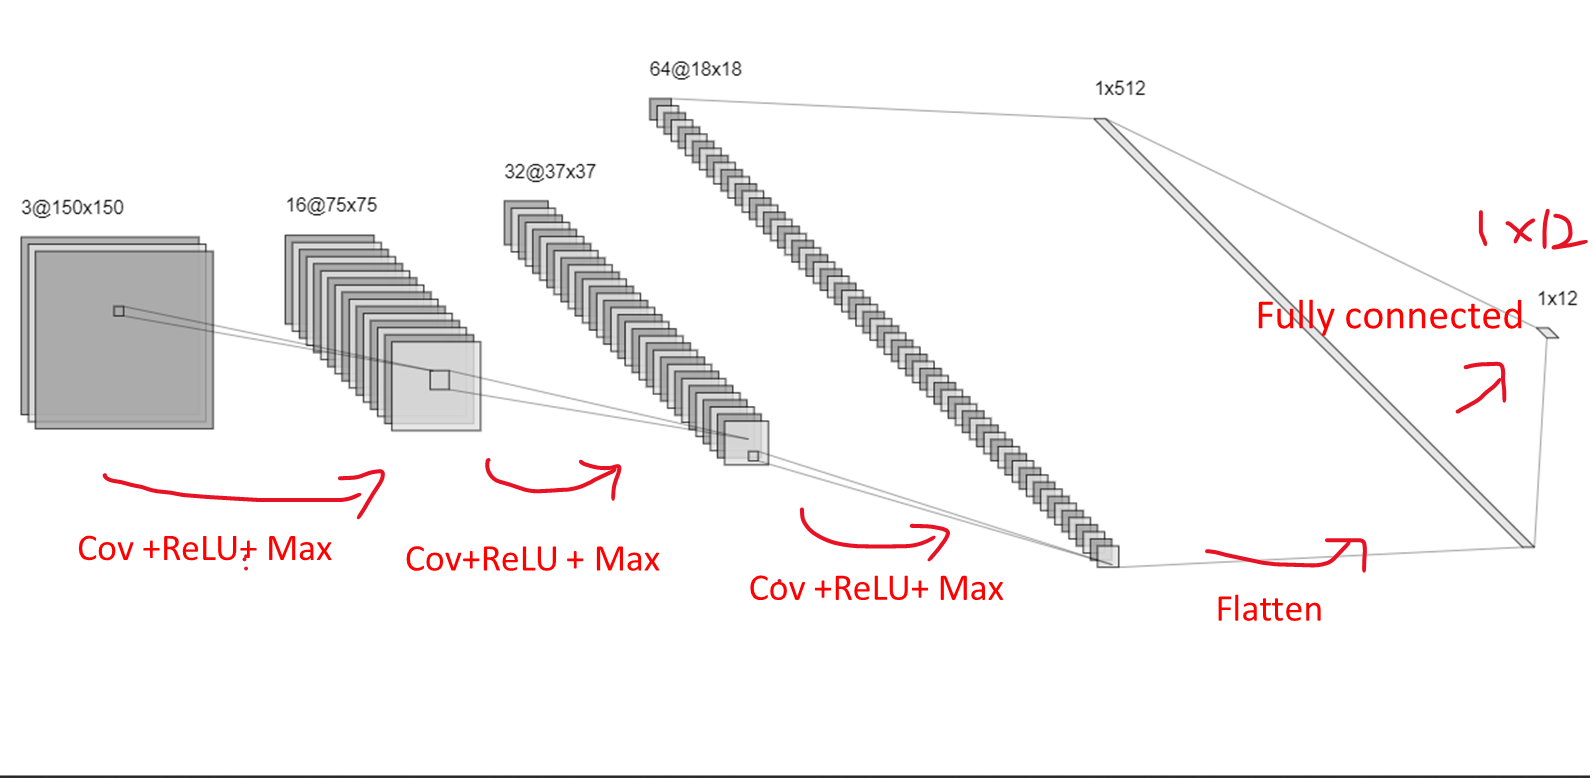 64@18x18
1x512
32@37x37
3@150x150
16@75x75
1x12
1x12
Fully connected
Cov +ReLU+ Max
Cov+ReLU + Max
Cov +ReLU+ Max
Flatten